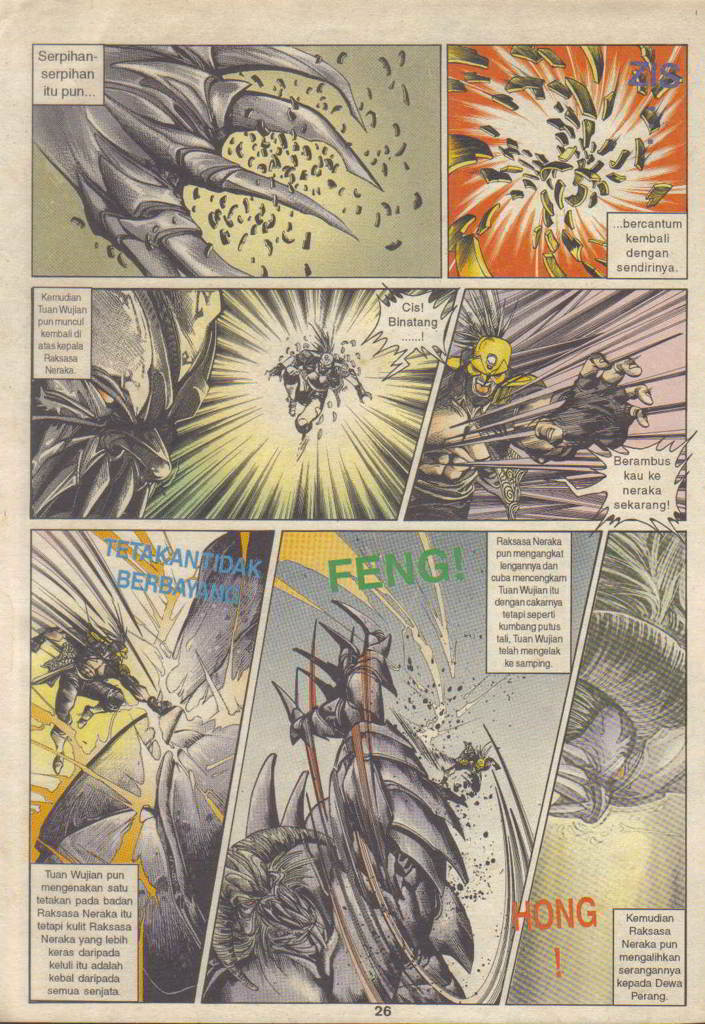 Serpihan-
serpihan
itu pun...
ZIS
...bercantum
kembali
dengan
sendirinya.
Kemudian
Tuan Wujian
pun muncul
kembali di
atas kepala
Raksasa
Neraka.
Cis!
Binatang
......!
Berambus
kau ke
neraka
sekarang!
TETAKAN TIDAK
BERBAYANG
Tuan Wujian pun
mengenakan satu
tetakan pada badan
Raksasa Neraka itu
tetapi kulit Raksasa
Neraka yang lebih
keras daripada
keluli itu adalah
kebal daripada
semua senjata.
FENG!
Raksasa Neraka
pun mengangkat
lengannya dan
cuba mencengkam
Tuan Wujian itu
dengan cakarnya
tetapi seperti
kumbang putus
tali, Tuan Wujian
telah mengelak
ke samping.
HONG
!
Kemudian
Raksasa
Neraka pun
mengalihkan
serangannya
kepada Dewa
Perang.
26